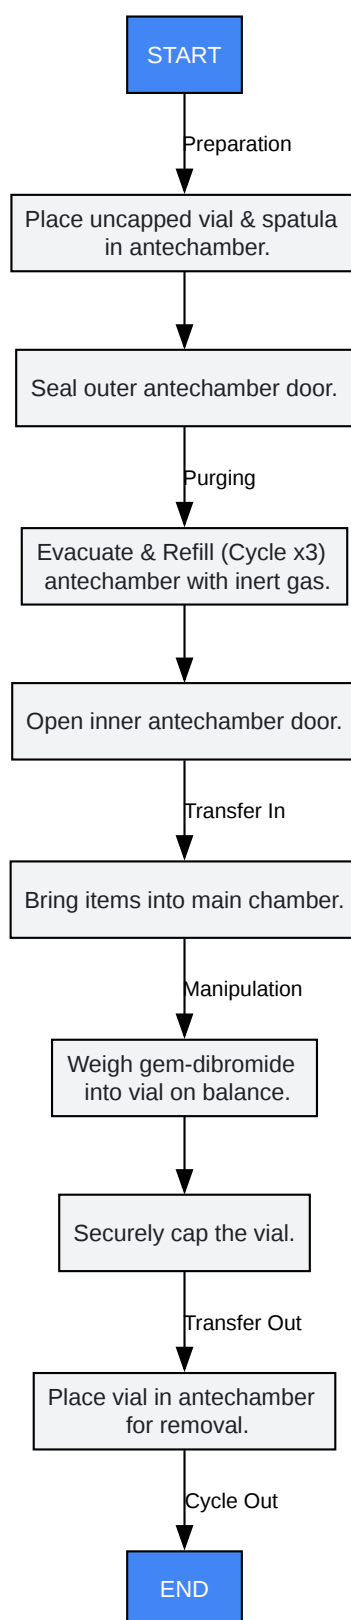 START
Preparation
Place uncapped vial & spatula
in antechamber.
Seal outer antechamber door.
Purging
Evacuate & Refill (Cycle x3)
antechamber with inert gas.
Open inner antechamber door.
Transfer In
Bring items into main chamber.
Manipulation
Weigh gem-dibromide
into vial on balance.
Securely cap the vial.
Transfer Out
Place vial in antechamber
for removal.
Cycle Out
END